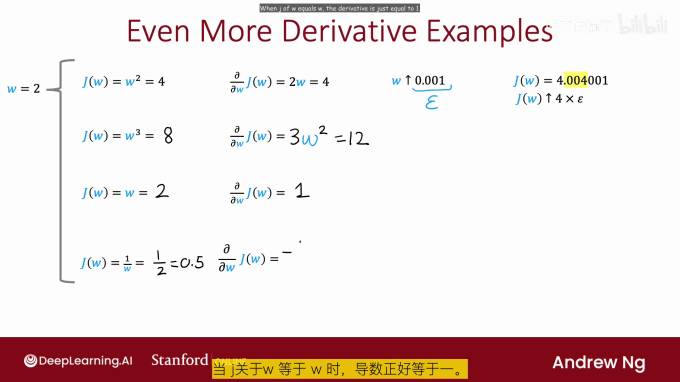 When j of w equals w, the derivative is just equal to 1
bilibili
Even More Derivative Examples
w = 2
J(w) = w² = 4    ∂/∂w J(w) = 2w = 4    w ↑ 0.001    J(w) = 4.004001
ε    J(w) ↑ 4 × ε
J(w) = w³ = 8    ∂/∂w J(w) = 3w² = 12
J(w) = w = 2    ∂/∂w J(w) = 1
J(w) = 1/w = 1/2 = 0.5    ∂/∂w J(w) = -
DeepLearning.AI    Stanford    Andrew Ng
当 j关于w 等于 w 时，导数正好等于一。